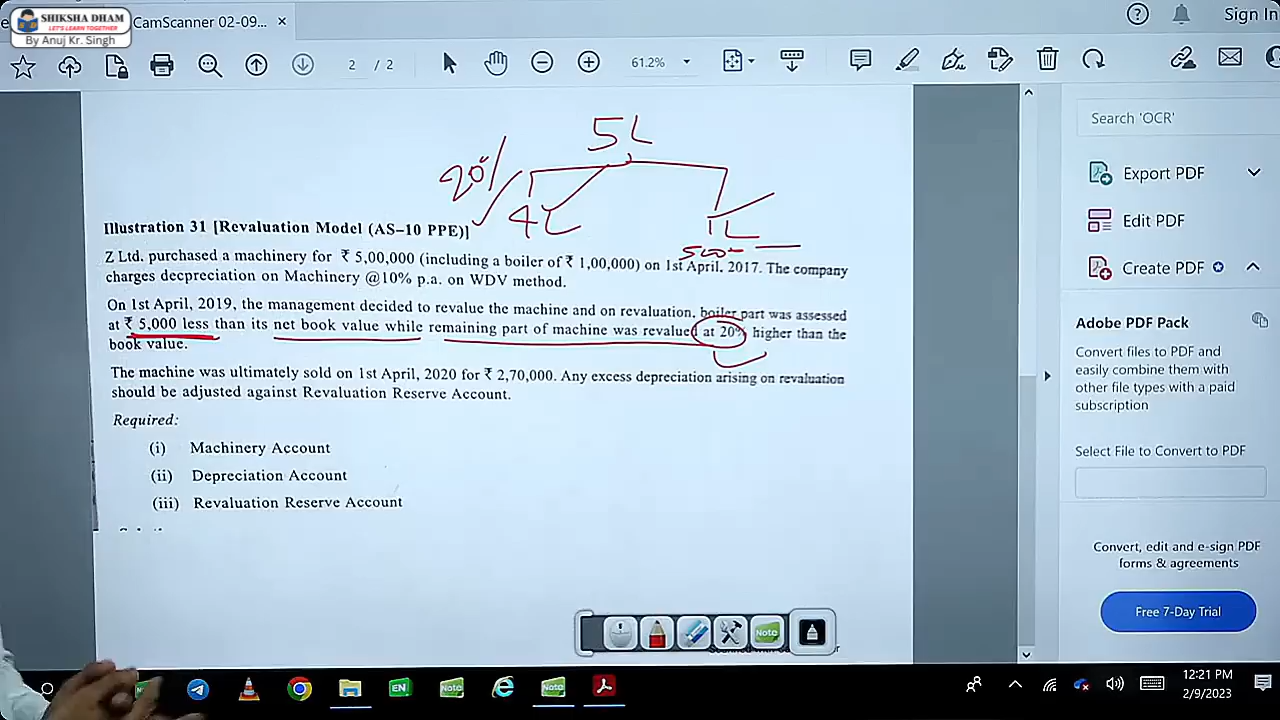 SHIKSHA DHAM
LET'S LEARN TOGETHER
By Anuj Kr. Singh
CamScanner 02-09...
Sign In
2 / 2
61.2%
Search 'OCR'
Export PDF
Edit PDF
Create PDF
Adobe PDF Pack
Convert files to PDF and
easily combine them with
other file types with a paid
subscription
Select File to Convert to PDF
Convert, edit and e-sign PDF
forms & agreements
Free 7-Day Trial
5L
20%
4L
1L
5000
Illustration 31 [Revaluation Model (AS–10 PPE)]
Z Ltd. purchased a machinery for ₹ 5,00,000 (including a boiler of ₹ 1,00,000) on 1st April, 2017. The company
charges decpreciation on Machinery @10% p.a. on WDV method.
On 1st April, 2019, the management decided to revalue the machine and on revaluation, boiler part was assessed
at ₹ 5,000 less than its net book value while remaining part of machine was revalued at 20% higher than the
book value.
The machine was ultimately sold on 1st April, 2020 for ₹ 2,70,000. Any excess depreciation arising on revaluation
should be adjusted against Revaluation Reserve Account.
Required:
(i) Machinery Account
(ii) Depreciation Account
(iii) Revaluation Reserve Account
Note
EN
Note
Note
12:21 PM
2/9/2023